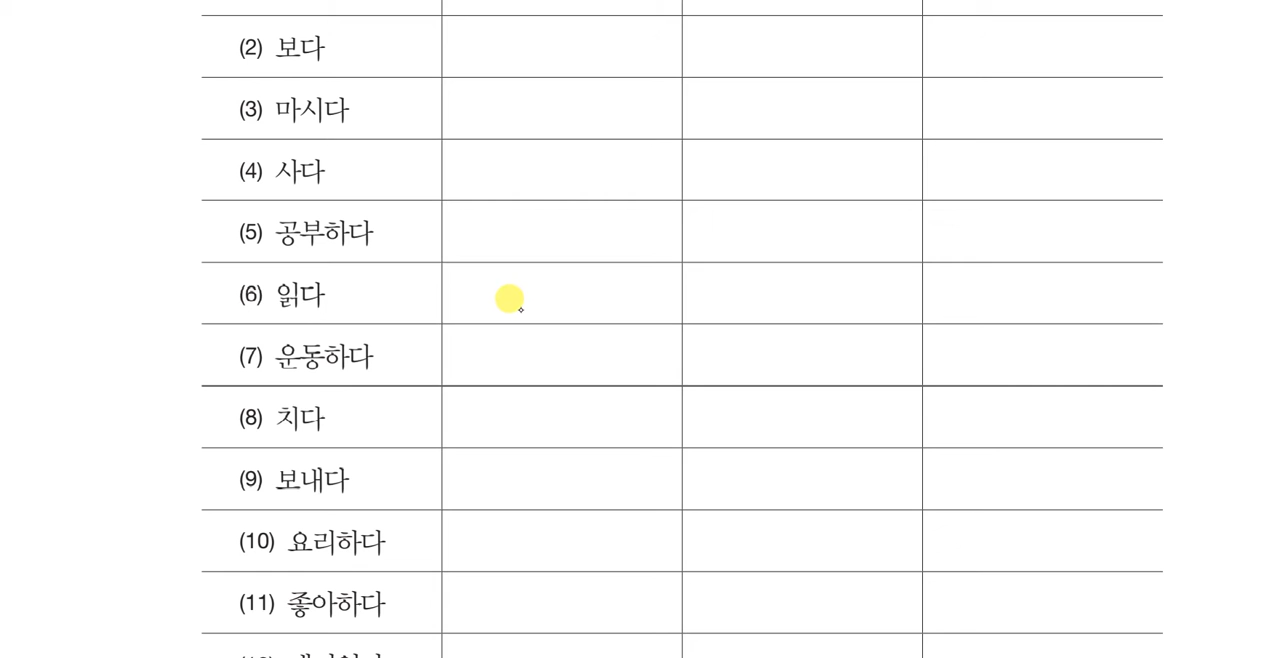 (2) 보다
(3) 마시다
(4) 사다
(5) 공부하다
(6) 읽다
(7) 운동하다
(8) 치다
(9) 보내다
(10) 요리하다
(11) 좋아하다